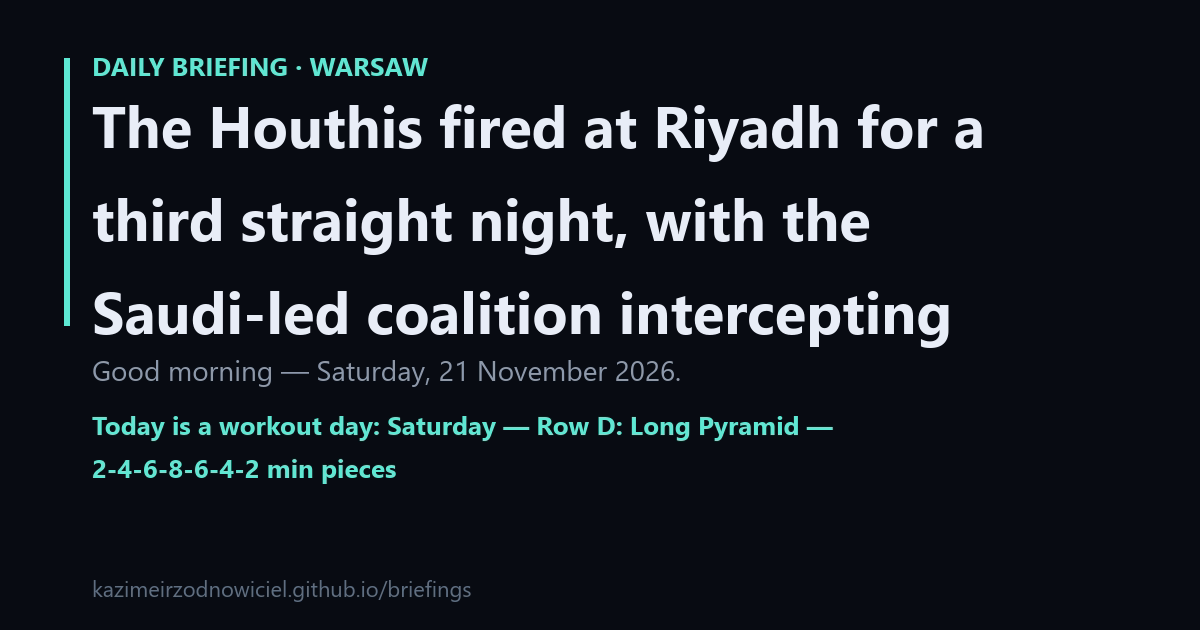 DAILY BRIEFING · WARSAW
The Houthis fired at Riyadh for a
third straight night, with the
Saudi-led coalition intercepting
Good morning — Saturday, 21 November 2026.
Today is a workout day: Saturday — Row D: Long Pyramid —
2-4-6-8-6-4-2 min pieces
kazimeirzodnowiciel.github.io/briefings